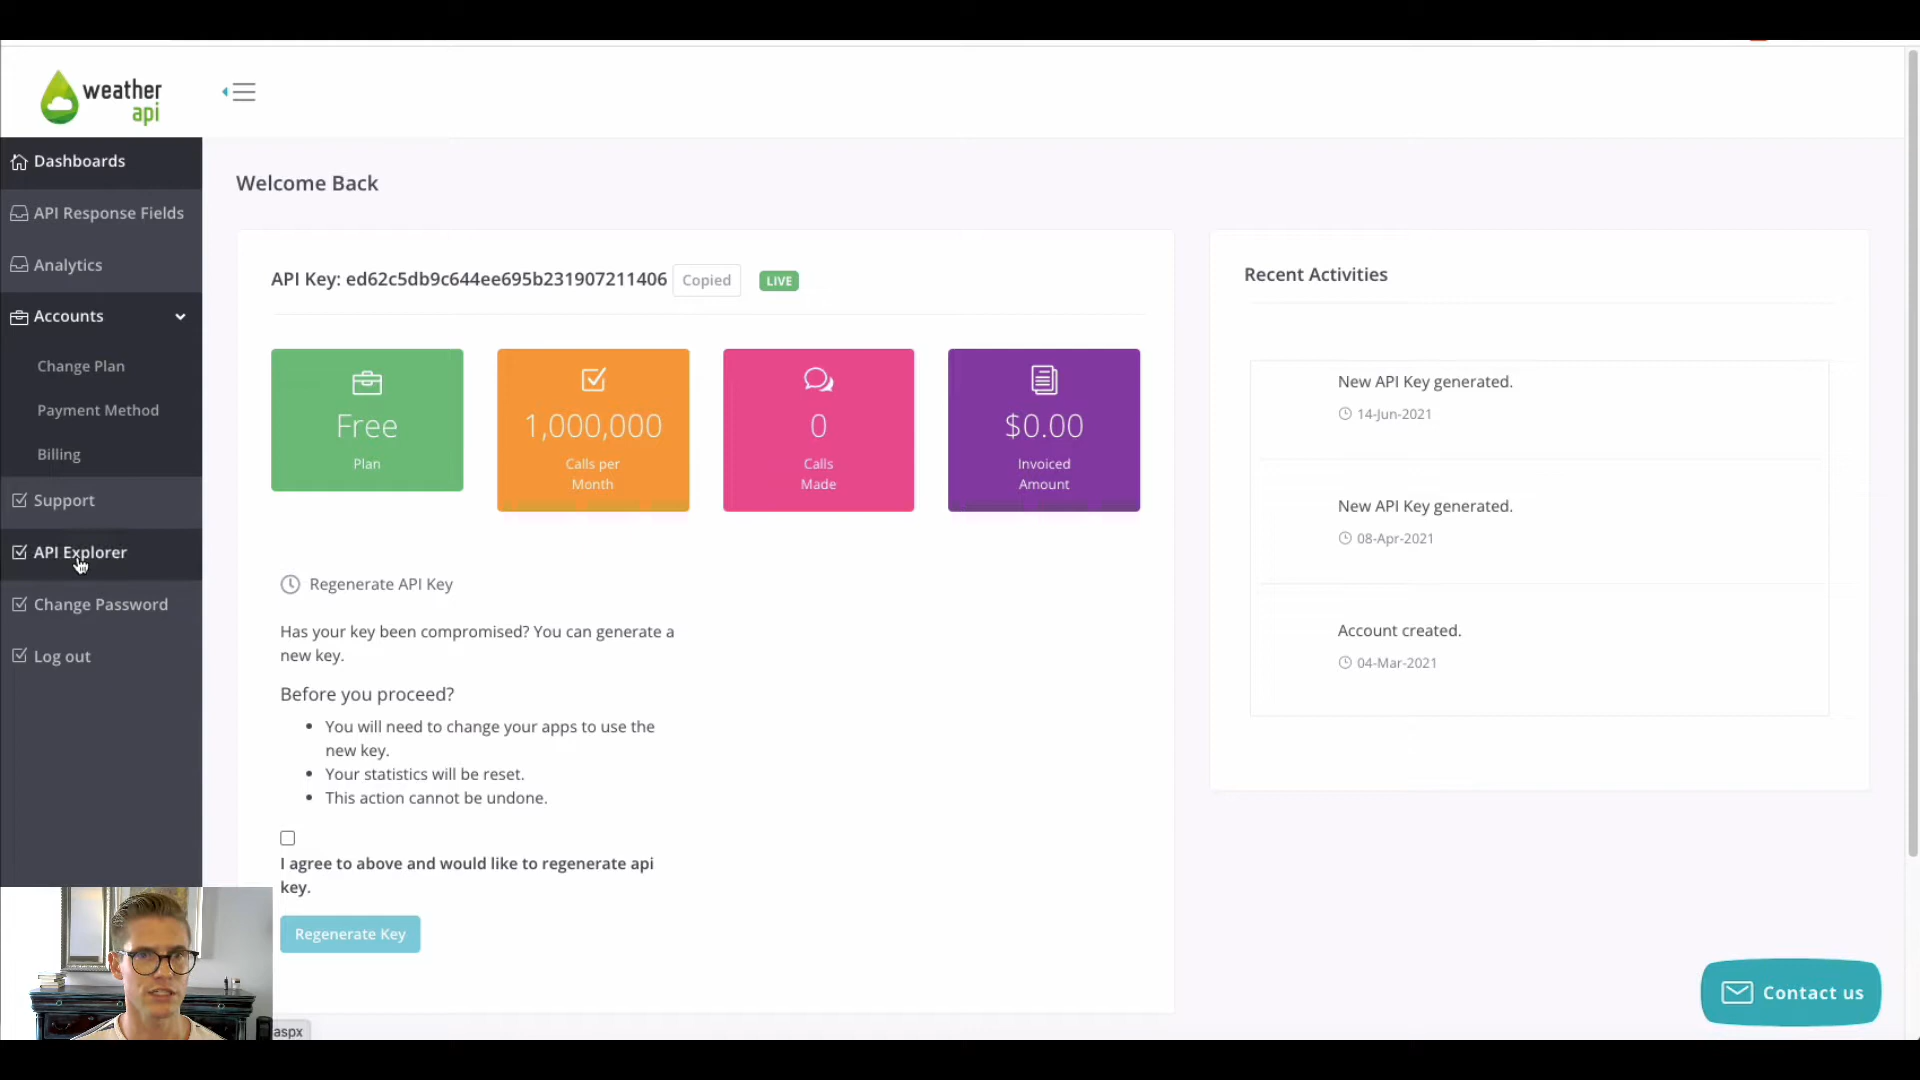 weather
api
Dashboards
API Response Fields
Analytics
Accounts
Change Plan
Payment Method
Billing
Support
API Explorer
Change Password
Log out
Welcome Back
API Key: ed62c5db9c644ee695b231907211406 Copied LIVE
Free
Plan
1,000,000
Calls per
Month
0
Calls
Made
$0.00
Invoiced
Amount
Regenerate API Key
Has your key been compromised? You can generate a
new key.
Before you proceed?
• You will need to change your apps to use the
new key.
• Your statistics will be reset.
• This action cannot be undone.
I agree to above and would like to regenerate api
key.
Regenerate Key
Recent Activities
New API Key generated.
14-Jun-2021
New API Key generated.
08-Apr-2021
Account created.
04-Mar-2021
Contact us
aspx